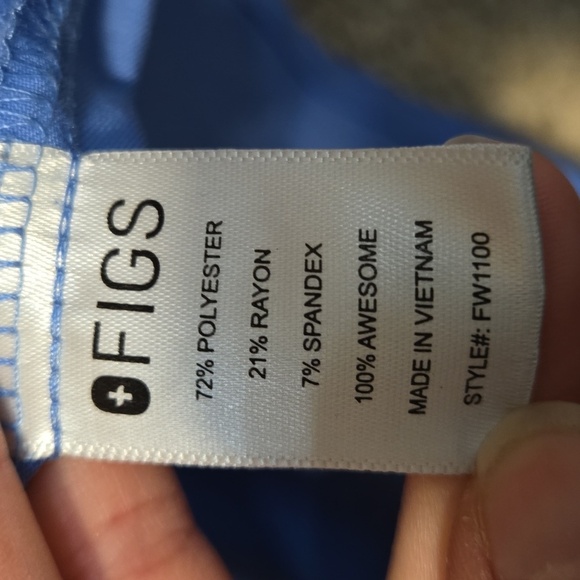 FIGS
72% POLYESTER
21% RAYON
7% SPANDEX
100% AWESOME
MADE IN VIETNAM
STYLE#: FW1100